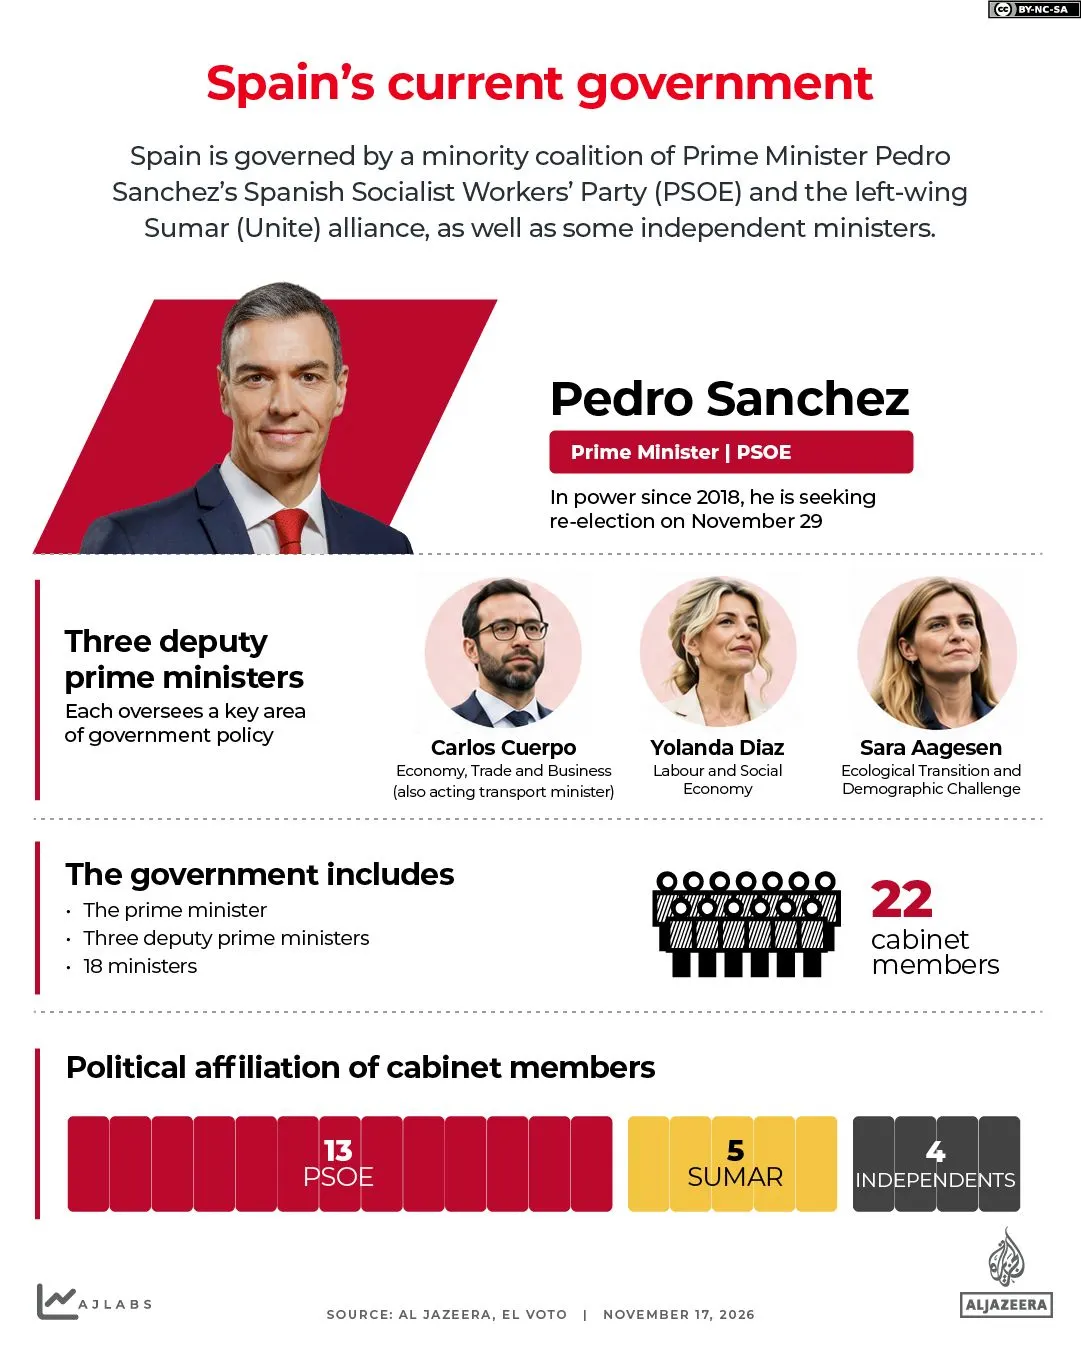 BY-NC-SA
Spain's current government
Spain is governed by a minority coalition of Prime Minister Pedro
Sanchez's Spanish Socialist Workers' Party (PSOE) and the left-wing
Sumar (Unite) alliance, as well as some independent ministers.
Pedro Sanchez
Prime Minister | PSOE
In power since 2018, he is seeking
re-election on November 29
Three deputy
prime ministers
Each oversees a key area
of government policy
Carlos Cuerpo
Economy, Trade and Business
(also acting transport minister)
Yolanda Diaz
Labour and Social
Economy
Sara Aagesen
Ecological Transition and
Demographic Challenge
The government includes
• The prime minister
• Three deputy prime ministers
• 18 ministers
22
cabinet
members
Political affiliation of cabinet members
13
PSOE
5
SUMAR
4
INDEPENDENTS
AJLABS
SOURCE: AL JAZEERA, EL VOTO | NOVEMBER 17, 2026
ALJAZEERA